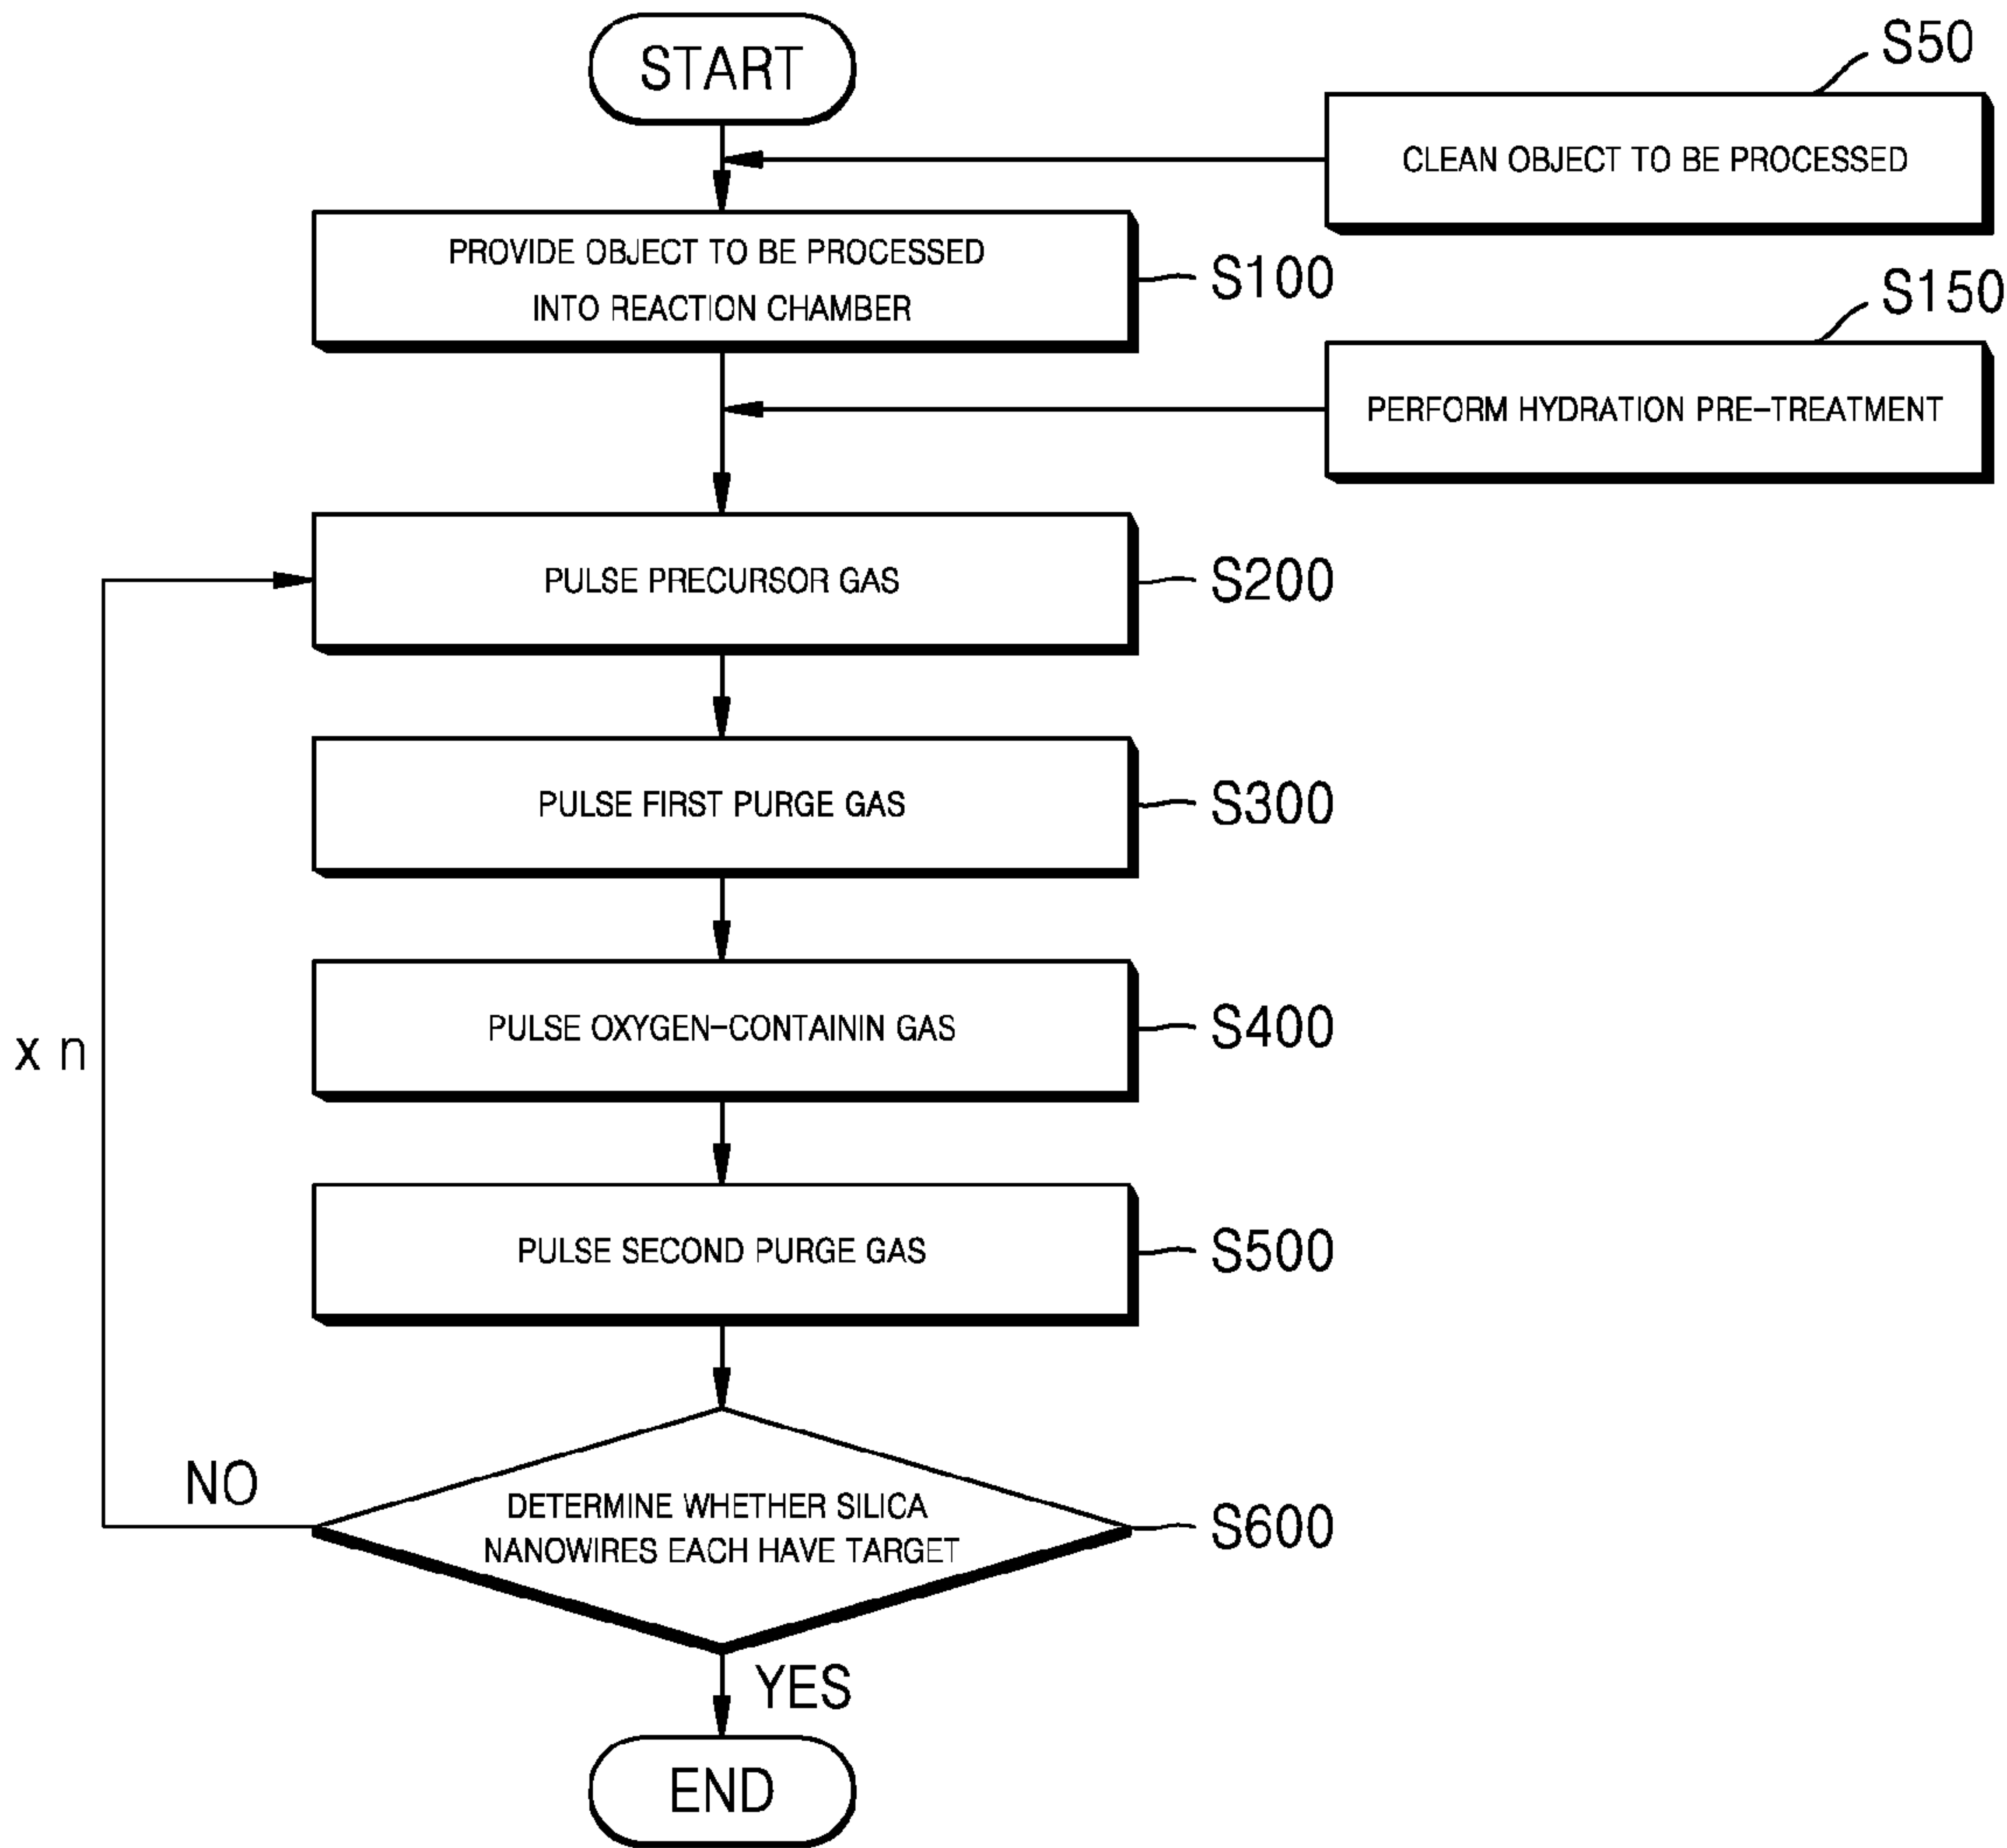 START
S50
CLEAN OBJECT TO BE PROCESSED
PROVIDE OBJECT TO BE PROCESSED
INTO REACTION CHAMBER
S100
S150
PERFORM HYDRATION PRE-TREATMENT
PULSE PRECURSOR GAS
S200
PULSE FIRST PURGE GAS
S300
PULSE OXYGEN-CONTAININ GAS
S400
x n
PULSE SECOND PURGE GAS
S500
NO
DETERMINE WHETHER SILICA
NANOWIRES EACH HAVE TARGET
S600
YES
END